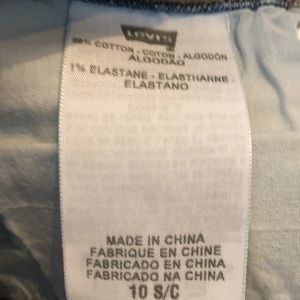 LEVI'S
99% COTTON - COTON - ALGODÓN -
ALGODÃO
1% ELASTANE - ELASTHANNE -
ELASTANO
MADE IN CHINA
FABRIQUE EN CHINE
FABRICADO EN CHINA
FABRICADO NA CHINA
10 S/C